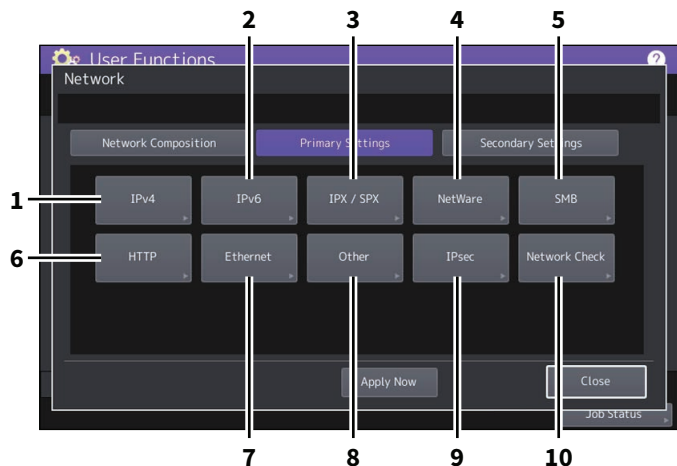 2 3 4 5
User Functions ?
Network
Network Composition Primary Settings Secondary Settings
1 IPv4 IPv6 IPX / SPX NetWare SMB
6 HTTP Ethernet Other IPsec Network Check
Apply Now Close
Job Status
7 8 9 10